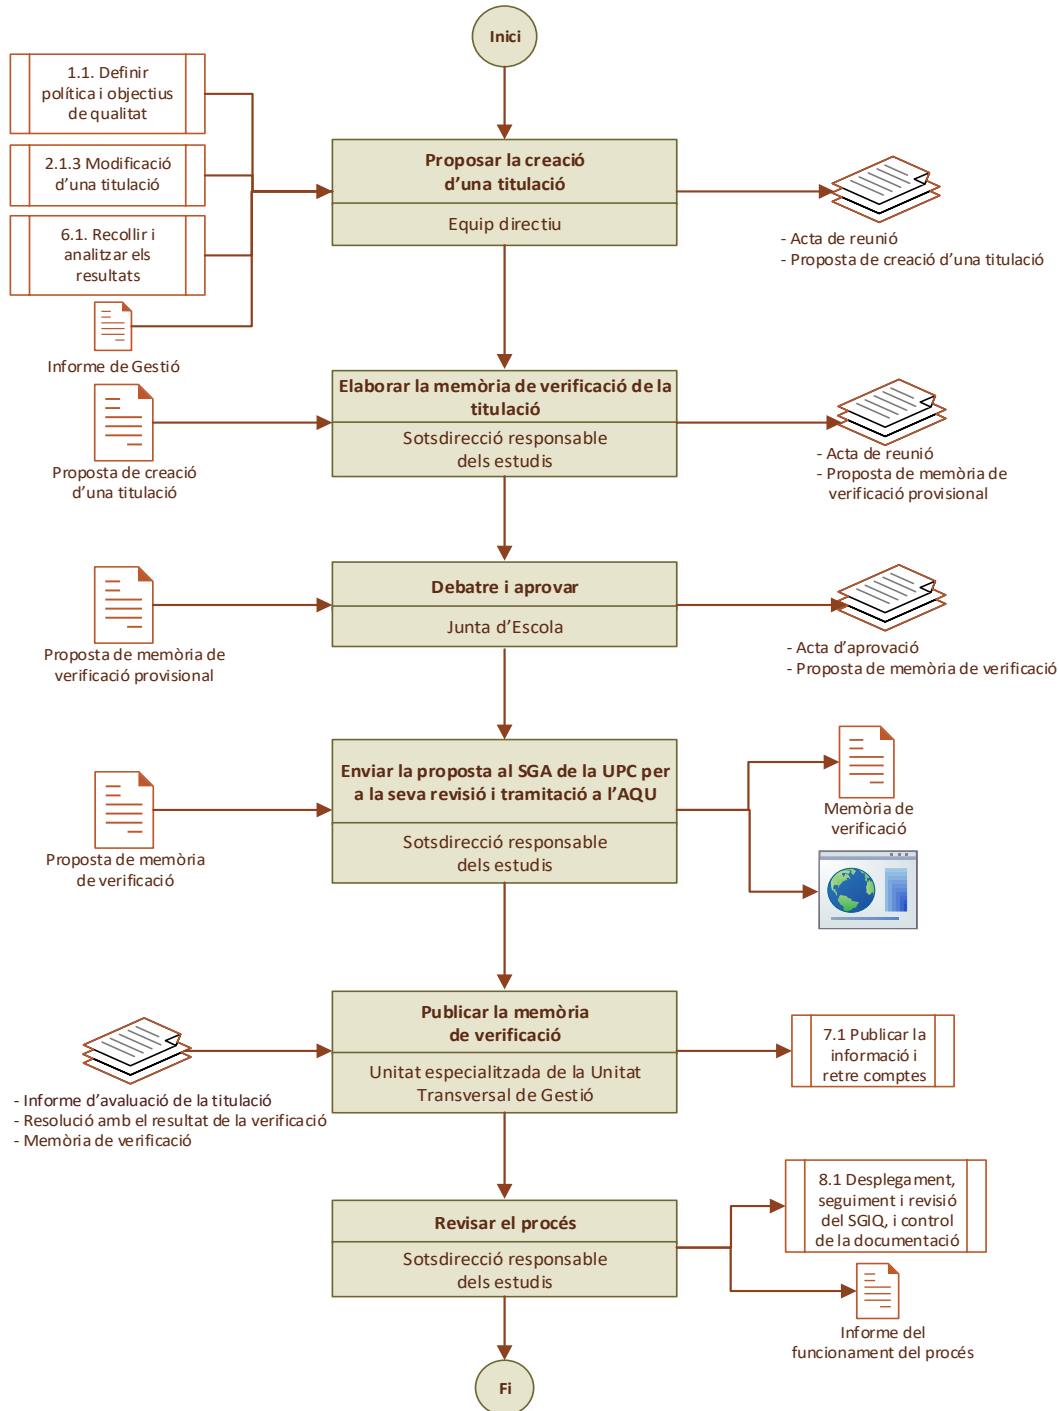 Inici
1.1. Definir
política i objectius
de qualitat
2.1.3 Modificació
d'una titulació
6.1. Recollir i
analitzar els
resultats
Informe de Gestió
Proposar la creació
d'una titulació
Equip directiu
- Acta de reunió
- Proposta de creació d'una titulació
Proposta de creació
d'una titulació
Elaborar la memòria de verificació de la
titulació
Sotsdirecció responsable
dels estudis
- Acta de reunió
- Proposta de memòria de
verificació provisional
Proposta de memòria de
verificació provisional
Debatre i aprovar
Junta d'Escola
- Acta d'aprovació
- Proposta de memòria de verificació
Proposta de memòria
de verificació
Enviar la proposta al SGA de la UPC per
a la seva revisió i tramitació a l'AQU
Sotsdirecció responsable
dels estudis
Memòria de
verificació
- Informe d'avaluació de la titulació
- Resolució amb el resultat de la verificació
- Memòria de verificació
Publicar la memòria
de verificació
Unitat especialitzada de la Unitat
Transversal de Gestió
7.1 Publicar la
informació i
retre comptes
Revisar el procés
Sotsdirecció responsable
dels estudis
8.1 Desplegament,
seguiment i revisió
del SGIQ, i control
de la documentació
Informe del
funcionament del procés
Fi